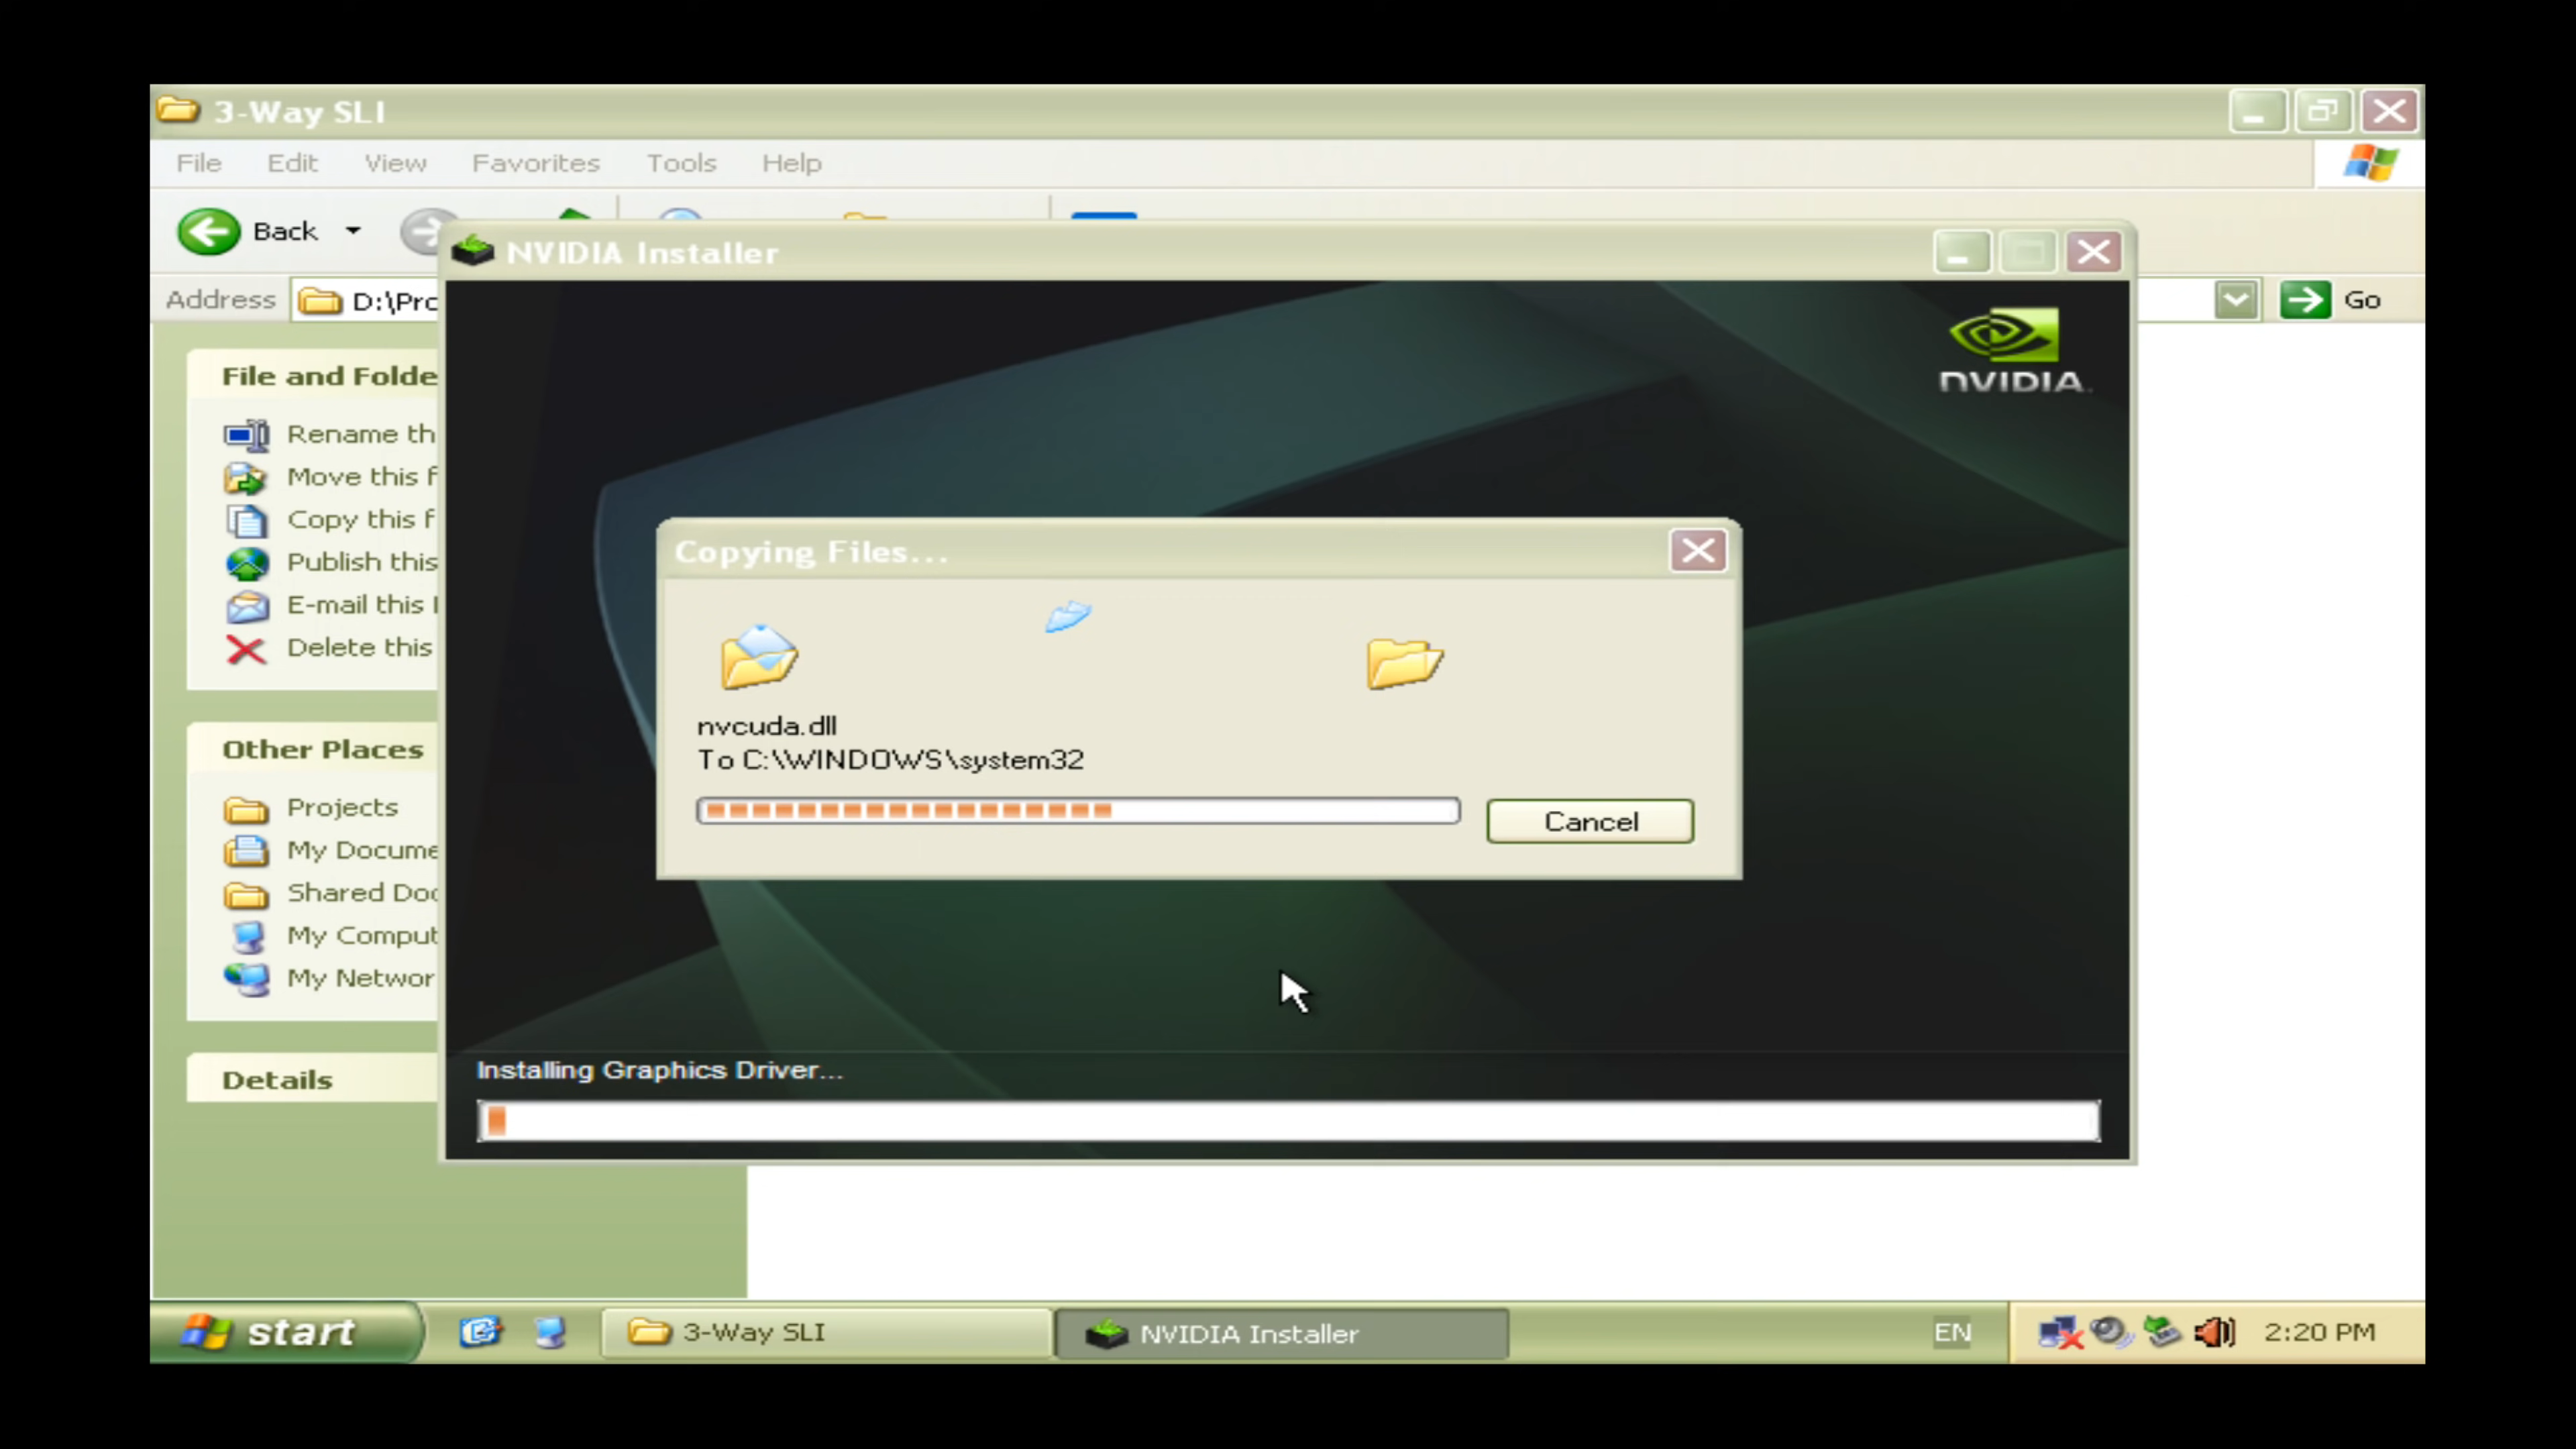 3-Way SLI
File Edit View Favorites Tools Help
Back
NVIDIA Installer
Address D:\Pro
Go
nVIDIA.
File and Folde
Rename th
Move this f
Copy this f
Publish this
E-mail this
Delete this
Copying Files...
nvcuda.dll
To C:\WINDOWS\system32
Cancel
Other Places
Projects
My Docume
Shared Doc
My Comput
My Networ
Details
Installing Graphics Driver...
start
3-Way SLI
NVIDIA Installer
EN
2:20 PM